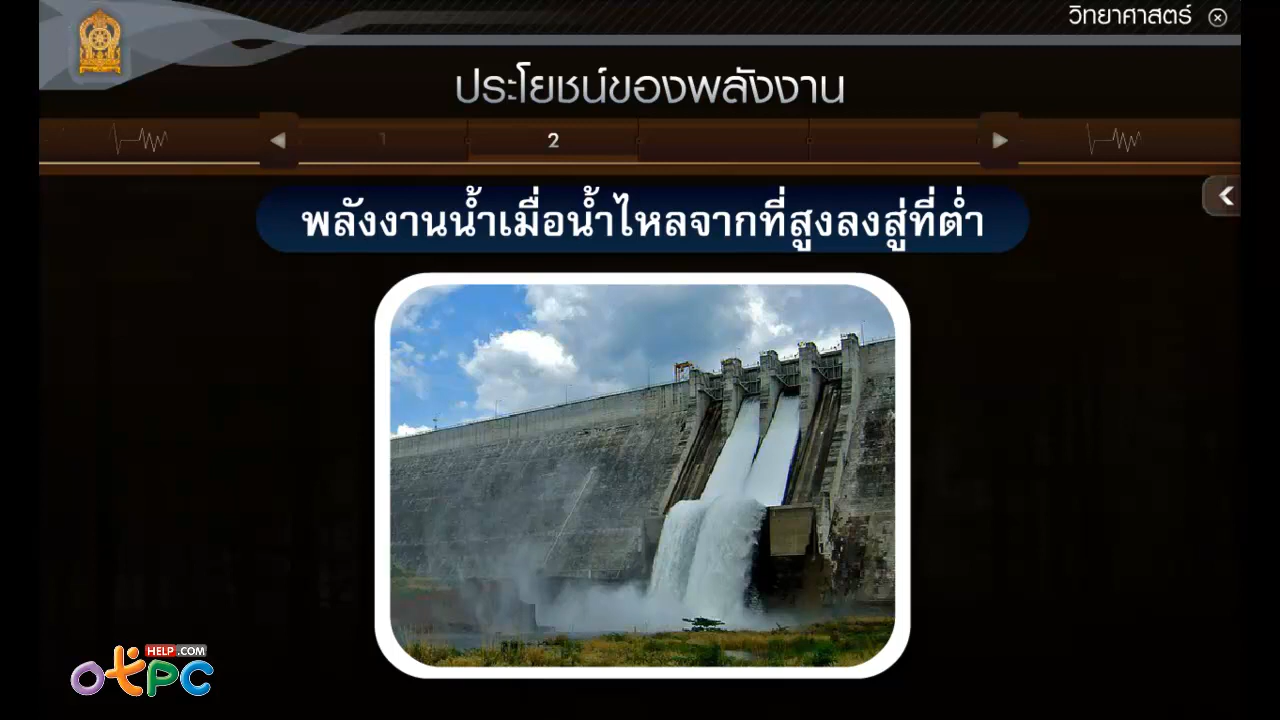 วิทยาศาสตร์
ประโยชน์ของพลังงาน
1
2
พลังงานน้ำเมื่อน้ำไหลจากที่สูงลงสู่ที่ต่ำ
HELP .COM
OTPC